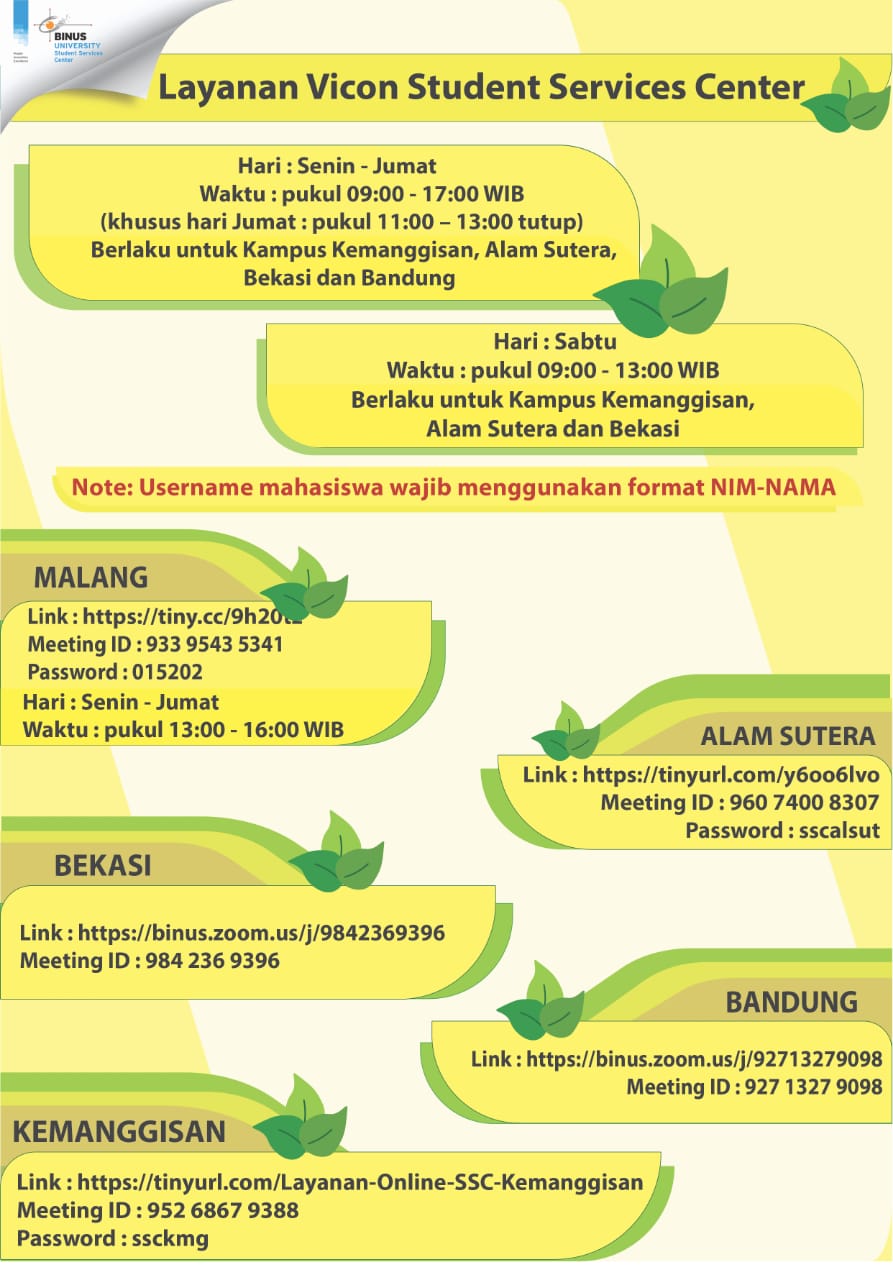 BINUS
UNIVERSITY
Student Services
Center
Layanan Vicon Student Services Center
Hari : Senin - Jumat
Waktu : pukul 09:00 - 17:00 WIB
(khusus hari Jumat : pukul 11:00 – 13:00 tutup)
Berlaku untuk Kampus Kemanggisan, Alam Sutera,
Bekasi dan Bandung
Hari : Sabtu
Waktu : pukul 09:00 - 13:00 WIB
Berlaku untuk Kampus Kemanggisan,
Alam Sutera dan Bekasi
Note: Username mahasiswa wajib menggunakan format NIM-NAMA
MALANG
Link :
Meeting ID : 933 9543 5341
Password : 015202
Hari : Senin - Jumat
Waktu : pukul 13:00 - 16:00 WIB
ALAM SUTERA
Link : https://tinyurl.com/y6oo6lvo
Meeting ID : 960 7400 8307
Password : sscalsut
BEKASI
Link : https://binus.zoom.us/j/9842369396
Meeting ID : 984 236 9396
BANDUNG
Link : https://binus.zoom.us/j/92713279098
Meeting ID : 927 1327 9098
KEMANGGISAN
Link : https://tinyurl.com/Layanan-Online-SSC-Kemanggisan
Meeting ID : 952 6867 9388
Password : ssckmg